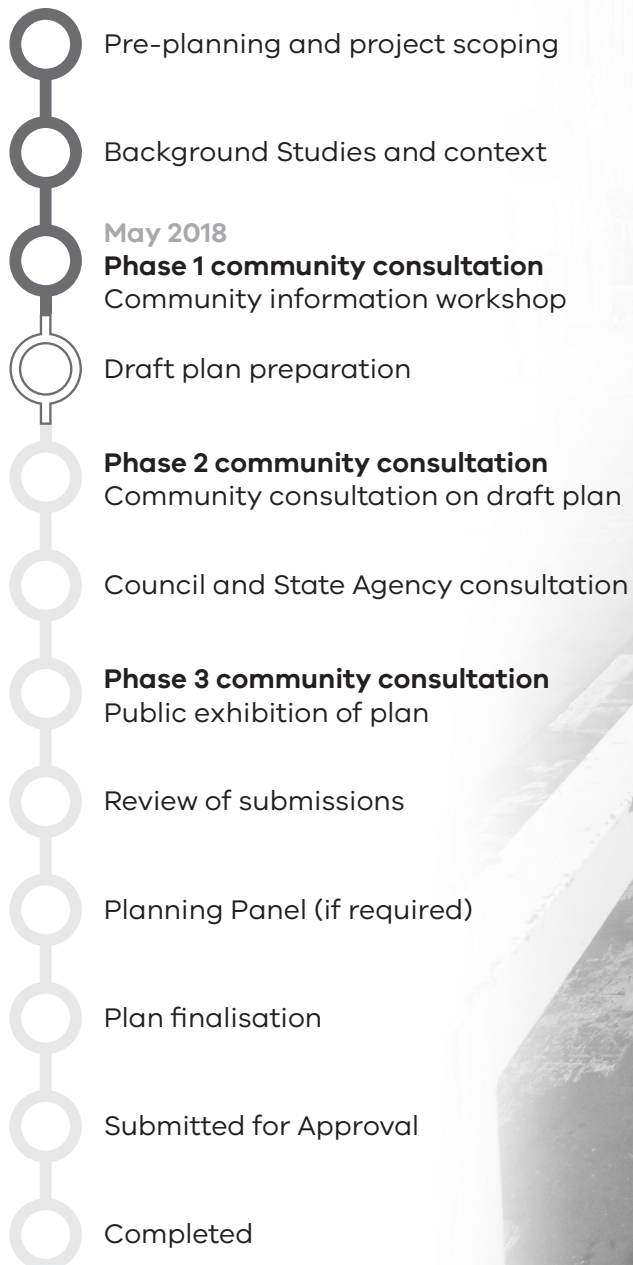 Pre-planning and project scoping
Background Studies and context
May 2018
Phase 1 community consultation
Community information workshop
Draft plan preparation
Phase 2 community consultation
Community consultation on draft plan
Council and State Agency consultation
Phase 3 community consultation
Public exhibition of plan
Review of submissions
Planning Panel (if required)
Plan finalisation
Submitted for Approval
Completed